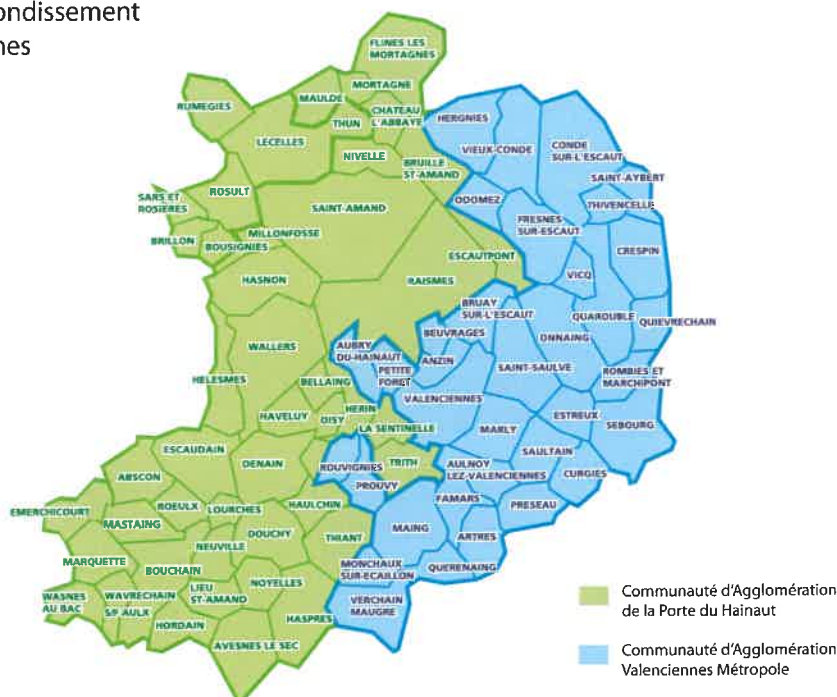 ondissement
nes
FLINES LES
MORTAGNES
MORTAGNE
MAULDE
RUMEGIES
CHATEAU
L'ABBAYE
THUN
HERGNIES
LECELLES
NIVELLE
VIEUX-CONDE
CONDE
SUR-L'ESCAUT
BRUILLE
ST-AMAND
SAINT-AYBERT
ROSULT
SARS ET
ROSIERES
ODOMEZ
THIVENCELLE
SAINT-AMAND
FRESNES
SUR-ESCAUT
MILLONFOSSE
BRILLON
BOUSIGNIES
ESCAUTPONT
CRESPIN
HASNON
RAISMES
VICQ
BRUAY
SUR-L'ESCAUT
QUAROUBLE
QUIEVRECHAIN
BEUVRAGES
ONNAING
WALLERS
AUBRY
DU-HAINAUT
ANZIN
SAINT-SAULVE
PETITE
FORET
ROMBIES ET
MARCHIPONT
HELESMES
BELLAING
VALENCIENNES
HERIN
HAVELUY
OISY
ESTREUX
SEBOURG
LA SENTINELLE
MARLY
ESCAUDAIN
SAULTAIN
DENAIN
ROUVIGNIES
TRITH
AULNOY
LEZ-VALENCIENNES
CURGIES
ABSCON
PROUVY
FAMARS
PRESEAU
EMERCHICOURT
ROEULX
LOURCHES
HAULCHIN
MASTAING
MAING
DOUCHY
THIANT
ARTRES
NEUVILLE
MARQUETTE
BOUCHAIN
MONCHAUX
SUR-ECAILLON
QUERENAING
NOYELLES
LIEU
ST-AMAND
WASNES
AU BAC
WAVRECHAIN
S/F AULX
VERCHAIN
MAUGRE
HORDAIN
HASPRES
AVESNES LE SEC
Communauté d'Agglomération
de la Porte du Hainaut
Communauté d'Agglomération
Valenciennes Métropole